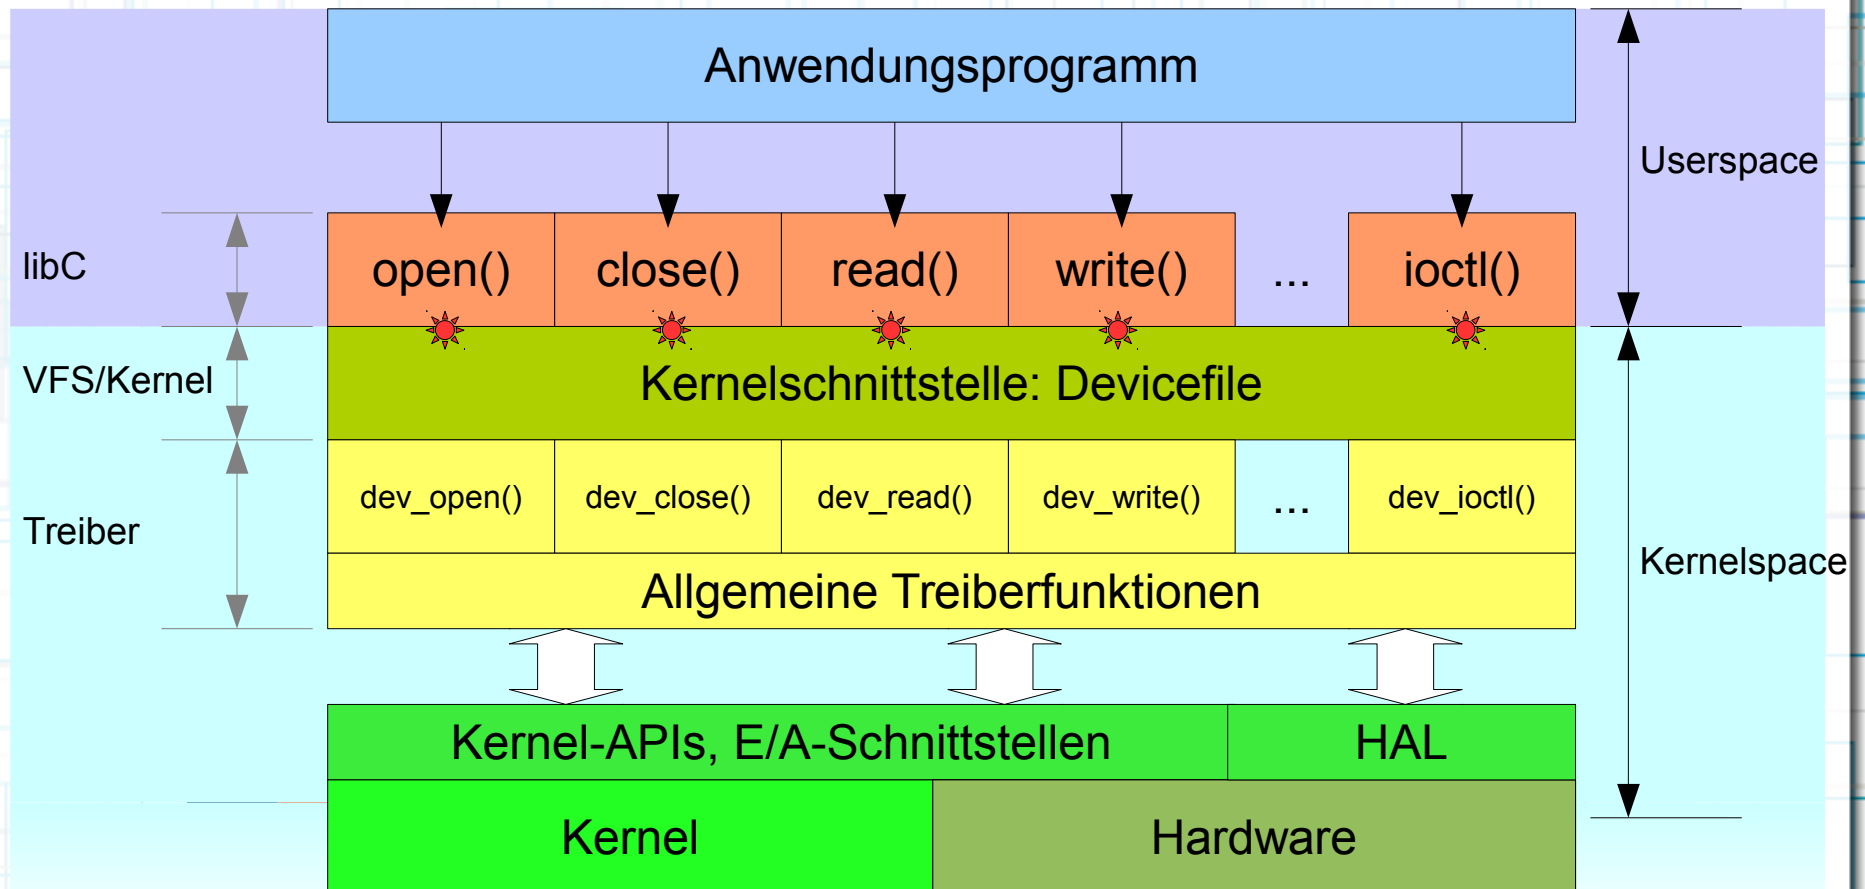 Anwendungsprogramm
Userspace
libC
open() close() read() write() ... ioctl()
VFS/Kernel
Kernelschnittstelle: Devicefile
dev_open() dev_close() dev_read() dev_write() ... dev_ioctl()
Treiber
Kernelspace
Allgemeine Treiberfunktionen
Kernel-APIs, E/A-Schnittstellen HAL
Kernel Hardware